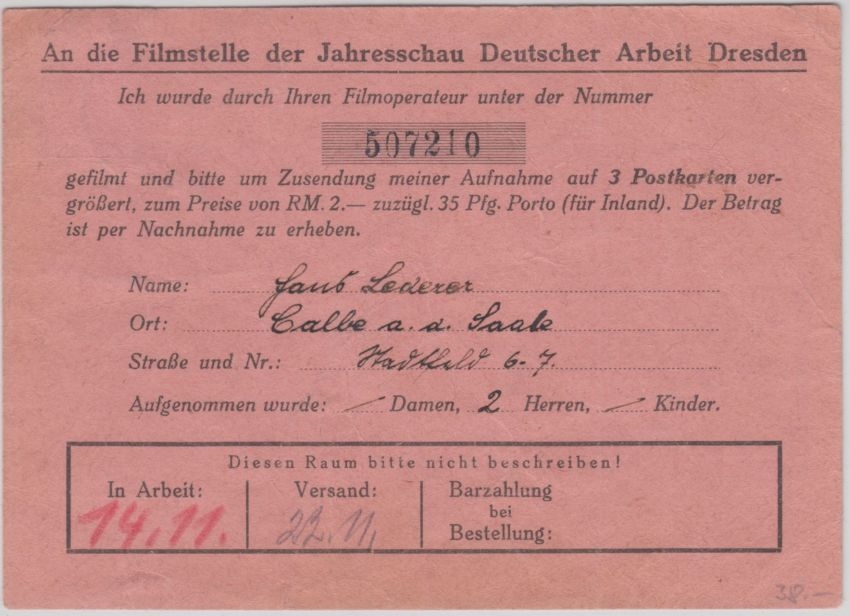 An die Filmstelle der Jahresschau Deutscher Arbeit Dresden
Ich wurde durch Ihren Filmoperateur unter der Nummer
507210
gefilmt und bitte um Zusendung meiner Aufnahme auf 3 Postkarten ver-
größert, zum Preise von RM. 2.— zuzügl. 35 Pfg. Porto (für Inland). Der Betrag
ist per Nachnahme zu erheben.
Name: Hans Lederer
Ort: Calbe a. d. Saale
Straße und Nr.: Stadtfeld 6-7.
Aufgenommen wurde: — Damen, 2 Herren, — Kinder.
Diesen Raum bitte nicht beschreiben!
In Arbeit: Versand: Barzahlung
bei
Bestellung:
14.11. 22.11,
38.—